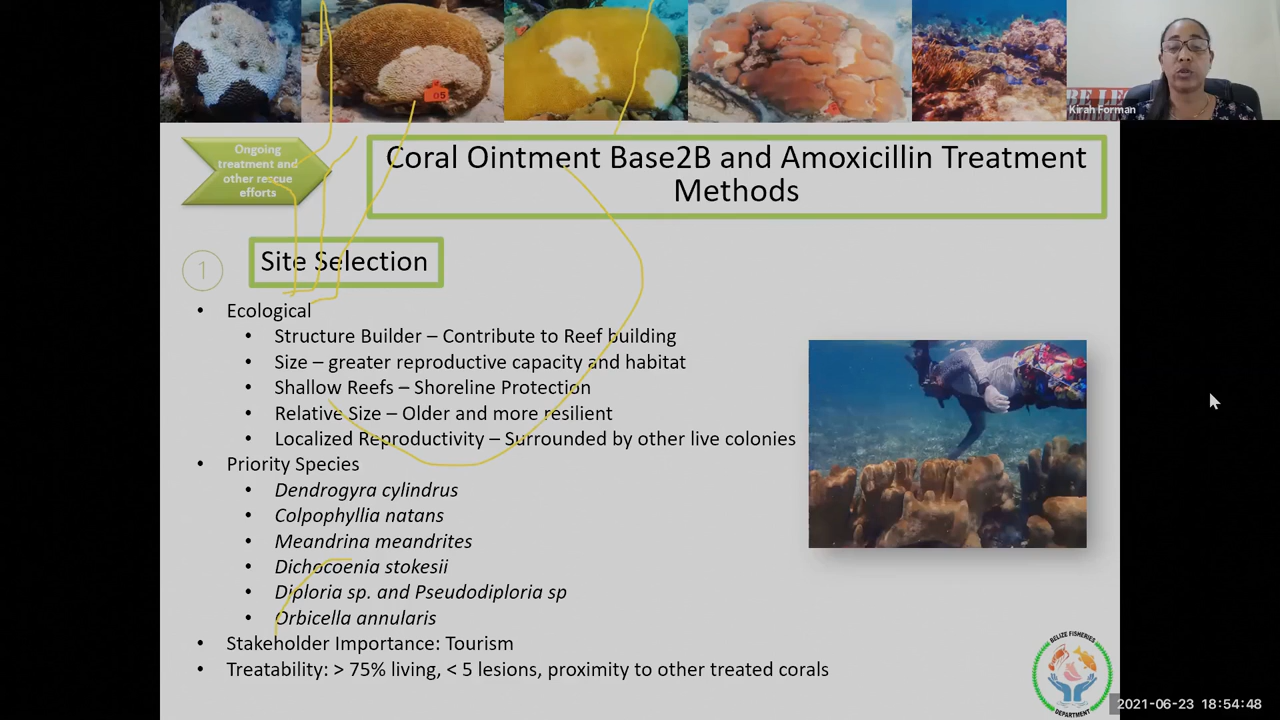 05
RE LE
Kirah Forman
Ongoing
treatment and
other rescue
efforts
Coral Ointment Base2B and Amoxicillin Treatment
Methods
1
Site Selection
• Ecological
• Structure Builder – Contribute to Reef building
• Size – greater reproductive capacity and habitat
• Shallow Reefs – Shoreline Protection
• Relative Size – Older and more resilient
• Localized Reproductivity – Surrounded by other live colonies
• Priority Species
• Dendrogyra cylindrus
• Colpophyllia natans
• Meandrina meandrites
• Dichocoenia stokesii
• Diploria sp. and Pseudodiploria sp
• Orbicella annularis
• Stakeholder Importance: Tourism
• Treatability: > 75% living, < 5 lesions, proximity to other treated corals
BELIZE FISHERIES
DEPARTMENT
2021-06-23 18:54:48